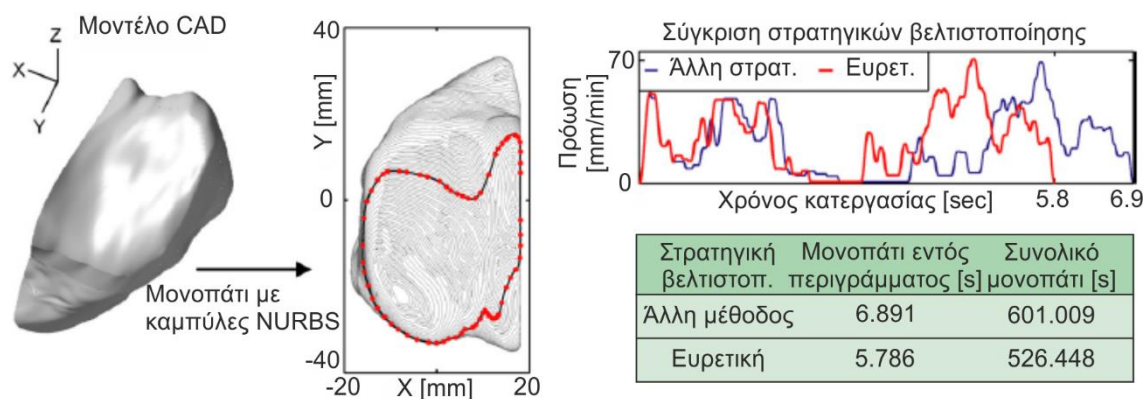 Μοντέλο CAD
Z
X
Y
Μονοπάτι με
καμπύλες NURBS
40
Y [mm]
0
-40
-20
X [mm]
20
Σύγκριση στρατηγικών βελτιστοποίησης
70
Άλλη στρατ.
Ευρετ.
Πρόωση
[mm/min]
0
Χρόνος κατεργασίας [sec]
5.8
6.9
Στρατηγική βελτιστοπ.
Μονοπάτι εντός περιγράμματος [s]
Συνολικό μονοπάτι [s]
Άλλη μέθοδος 6.891 601.009
Ευρετική 5.786 526.448